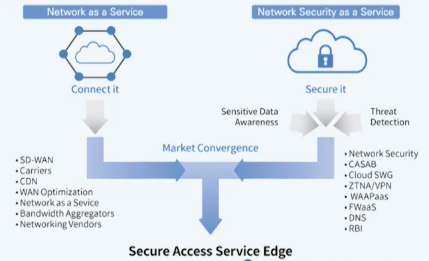 Network as a Service
Network Security as a Service
Connect it
Secure it
Sensitive Data
Awareness
Threat
Detection
Market Convergence
• SD-WAN
• Carriers
• CDN
• WAN Optimization
• Network as a Sevice
• Bandwidth Aggregators
• Networking Vendors
• Network Security
• CASAB
• Cloud SWG
• ZTNA/VPN
• WAAPaas
• FWaaS
• DNS
• RBI
Secure Access Service Edge